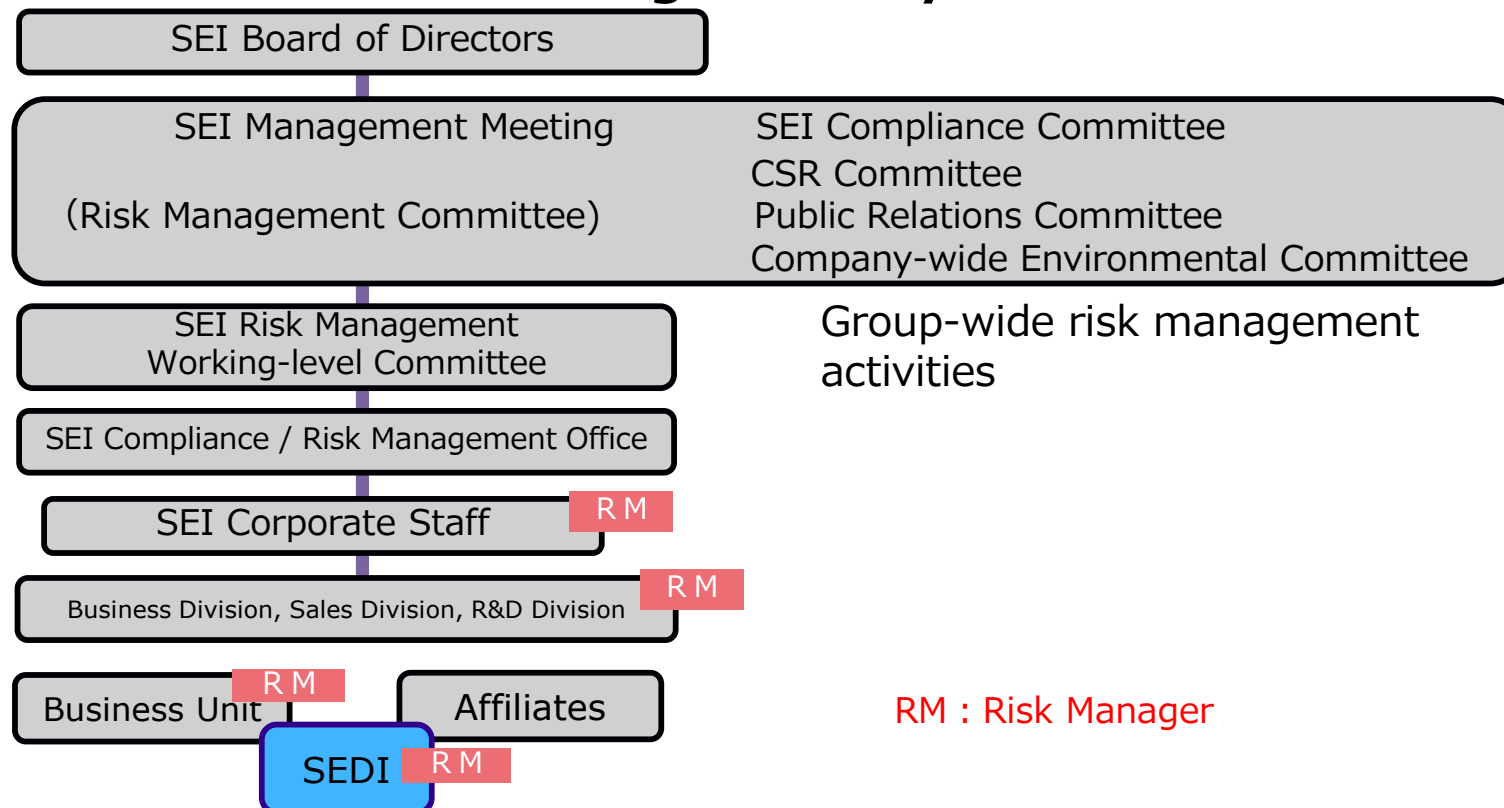 SEI Board of Directors
SEI Management Meeting
(Risk Management Committee)
SEI Compliance Committee
CSR Committee
Public Relations Committee
Company-wide Environmental Committee
SEI Risk Management
Working-level Committee
Group-wide risk management
activities
SEI Compliance / Risk Management Office
SEI Corporate Staff
RM
Business Division, Sales Division, R&D Division
RM
Business Unit
RM
Affiliates
SEDI
RM
RM : Risk Manager